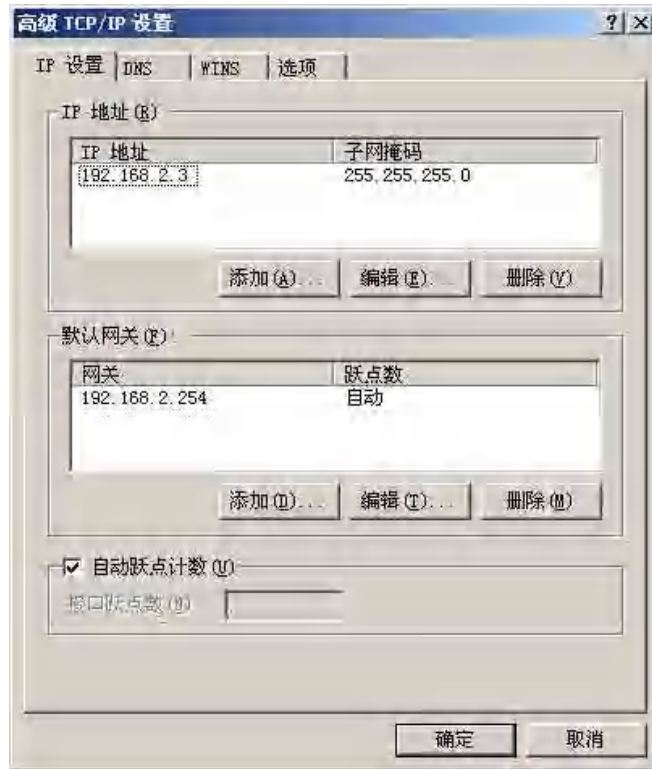 高级 TCP/IP 设置
IP 设置 DNS WINS 选项
IP 地址(R)
IP 地址 子网掩码
192.168.2.3 255.255.255.0
添加(A)... 编辑(E)... 删除(V)
默认网关(F):
网关 跃点数
192.168.2.254 自动
添加(D)... 编辑(T)... 删除(M)
自动跃点计数(U)
接口跃点数(N)
确定 取消